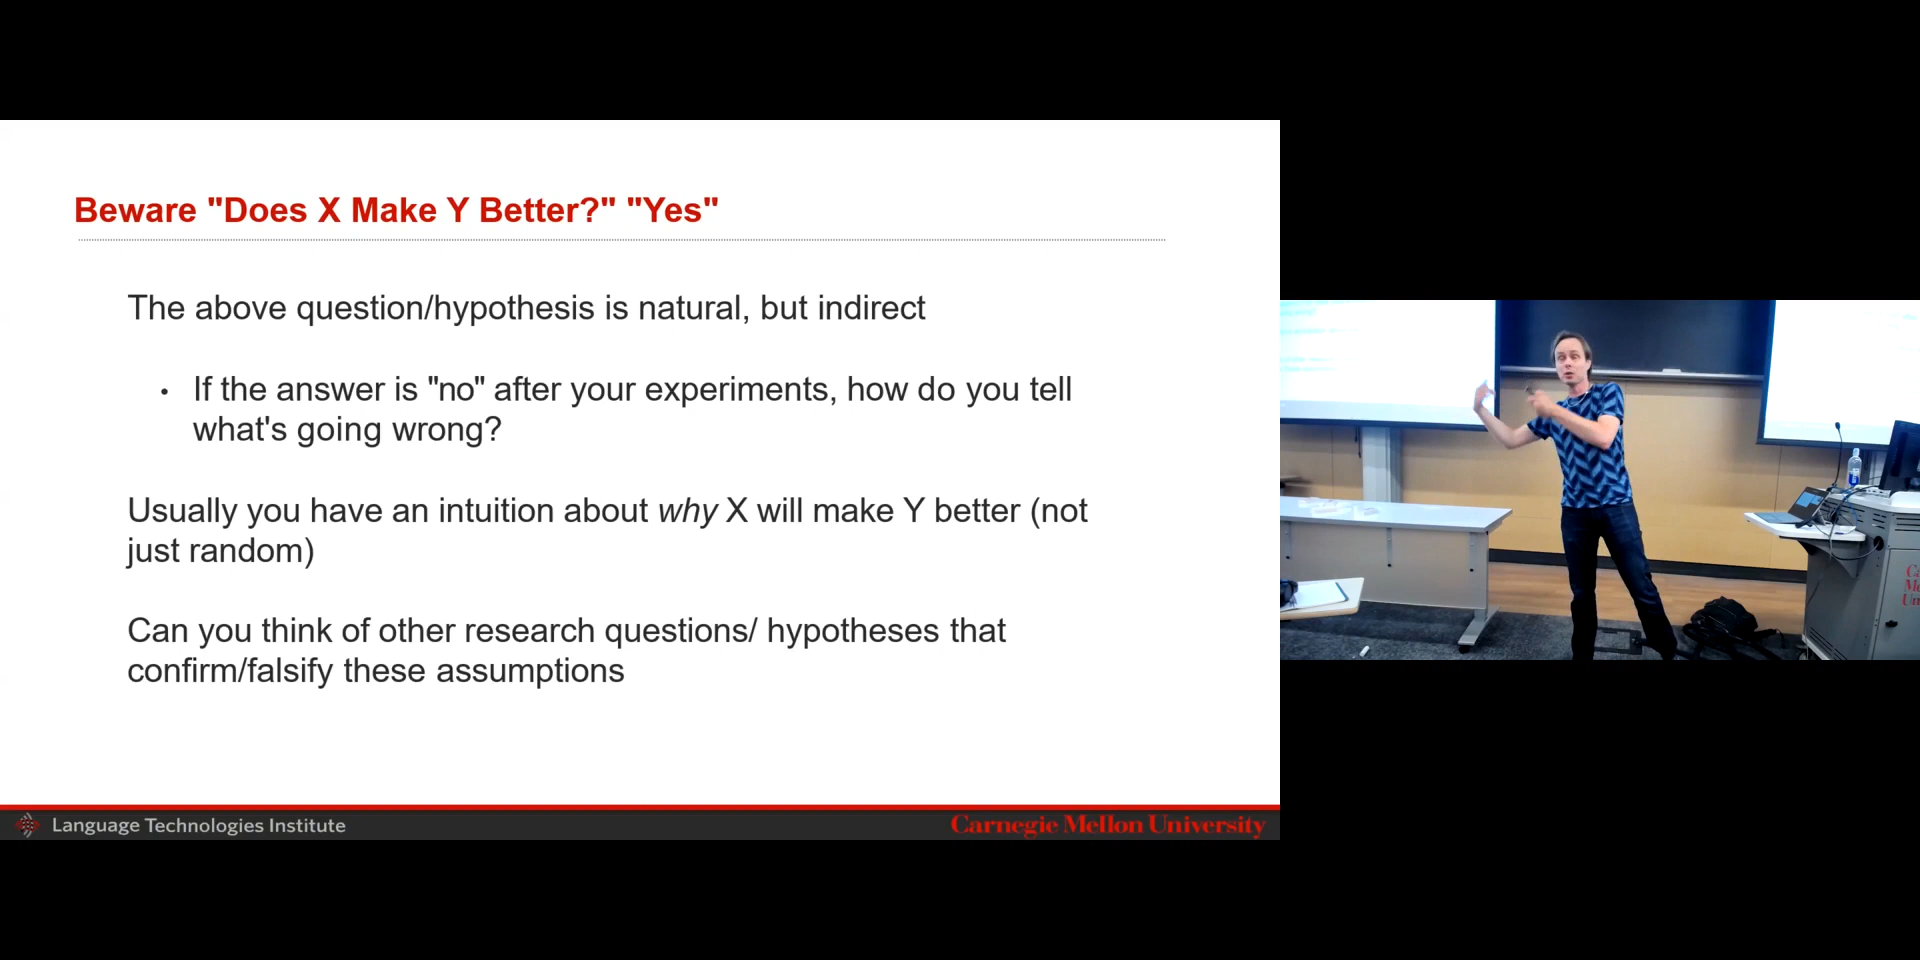 Beware "Does X Make Y Better?" "Yes"
The above question/hypothesis is natural, but indirect
• If the answer is "no" after your experiments, how do you tell
what's going wrong?
Usually you have an intuition about why X will make Y better (not
just random)
Can you think of other research questions/ hypotheses that
confirm/falsify these assumptions
Language Technologies Institute
Carnegie Mellon University